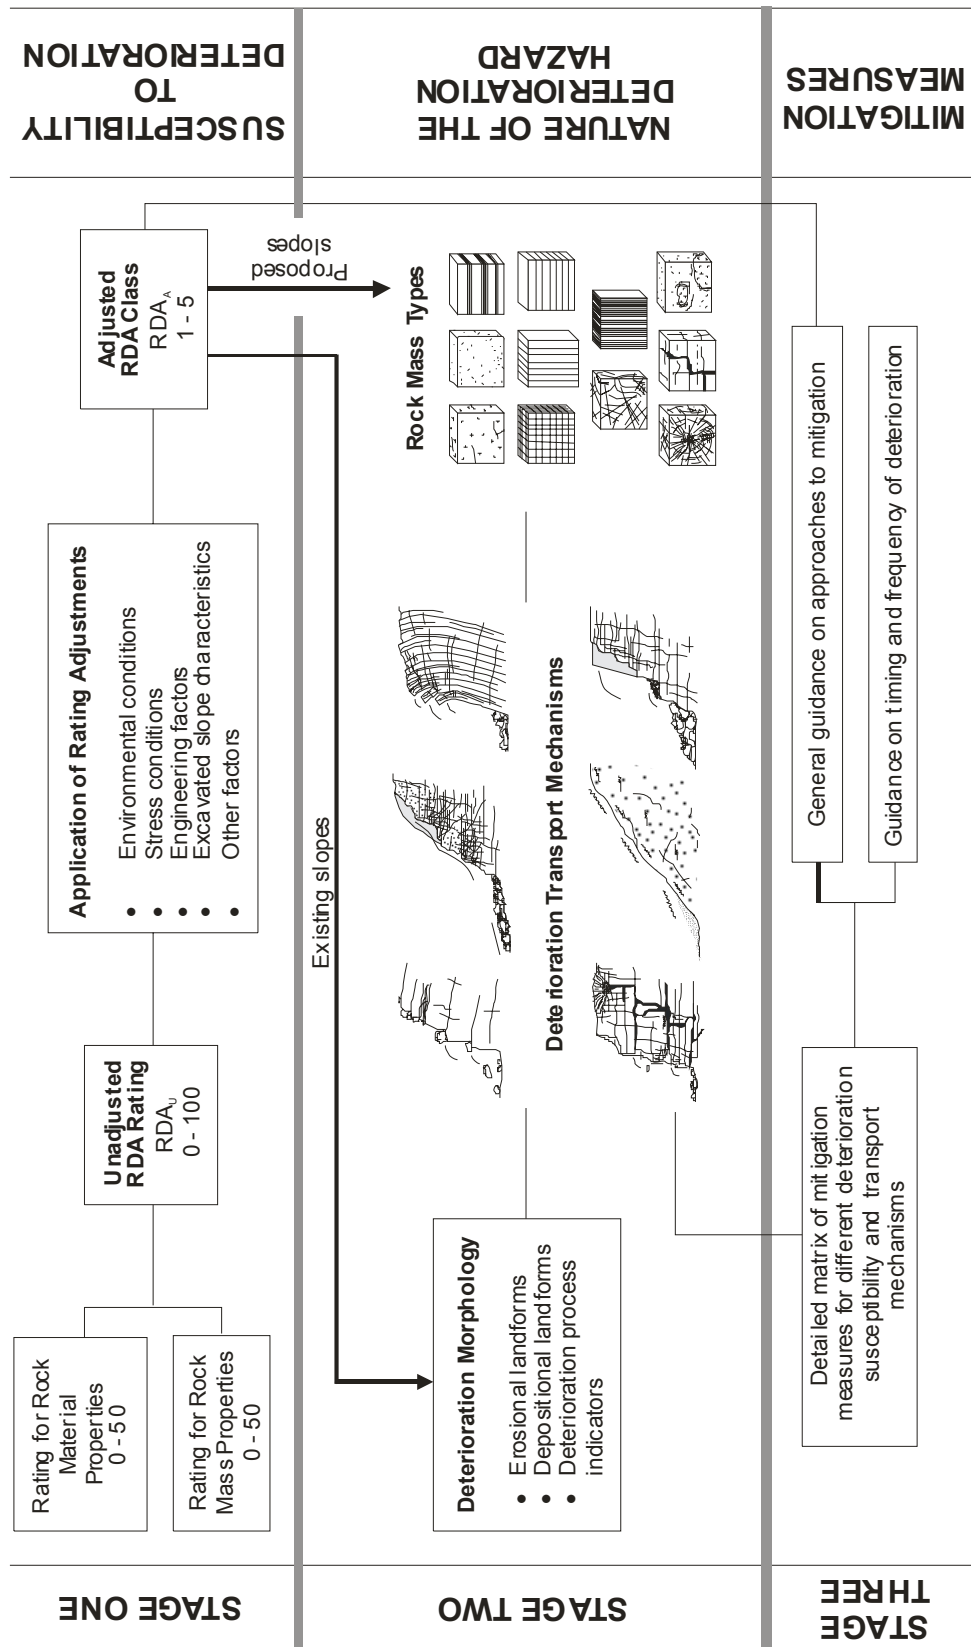 STAGE ONE
SUSCEPTIBILITY
TO
DETERIORATION
Rating for Rock
Material
Properties
0 - 50
Rating for Rock
Mass Properties
0 - 50
Unadjusted
RDA Rating
RDAU
0 - 100
Application of Rating Adjustments
• Environmental conditions
• Stress conditions
• Engineering factors
• Excavated slope characteristics
• Other factors
Adjusted
RDA Class
RDAA
1 - 5
STAGE TWO
NATURE OF THE
DETERIORATION
HAZARD
Existing slopes
Proposed
slopes
Deterioration Morphology
• Erosional landforms
• Depositional landforms
• Deterioration process
indicators
Deterioration Transport Mechanisms
Rock Mass Types
STAGE
THREE
MITIGATION
MEASURES
Detailed matrix of mitigation
measures for different deterioration
susceptibility and transport
mechanisms
General guidance on approaches to mitigation
Guidance on timing and frequency of deterioration